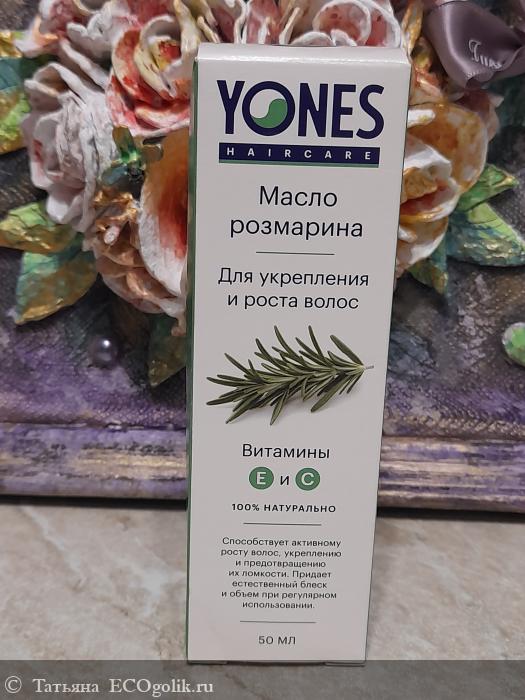 YONES
HAIRCARE
Масло
розмарина
Для укрепления
и роста волос
Витамины
E и C
100% НАТУРАЛЬНО
Способствует активному
росту волос, укреплению
и предотвращению
их ломкости. Придает
естественный блеск
и объем при регулярном
использовании.
50 МЛ
© Татьяна ECOgolik.ru